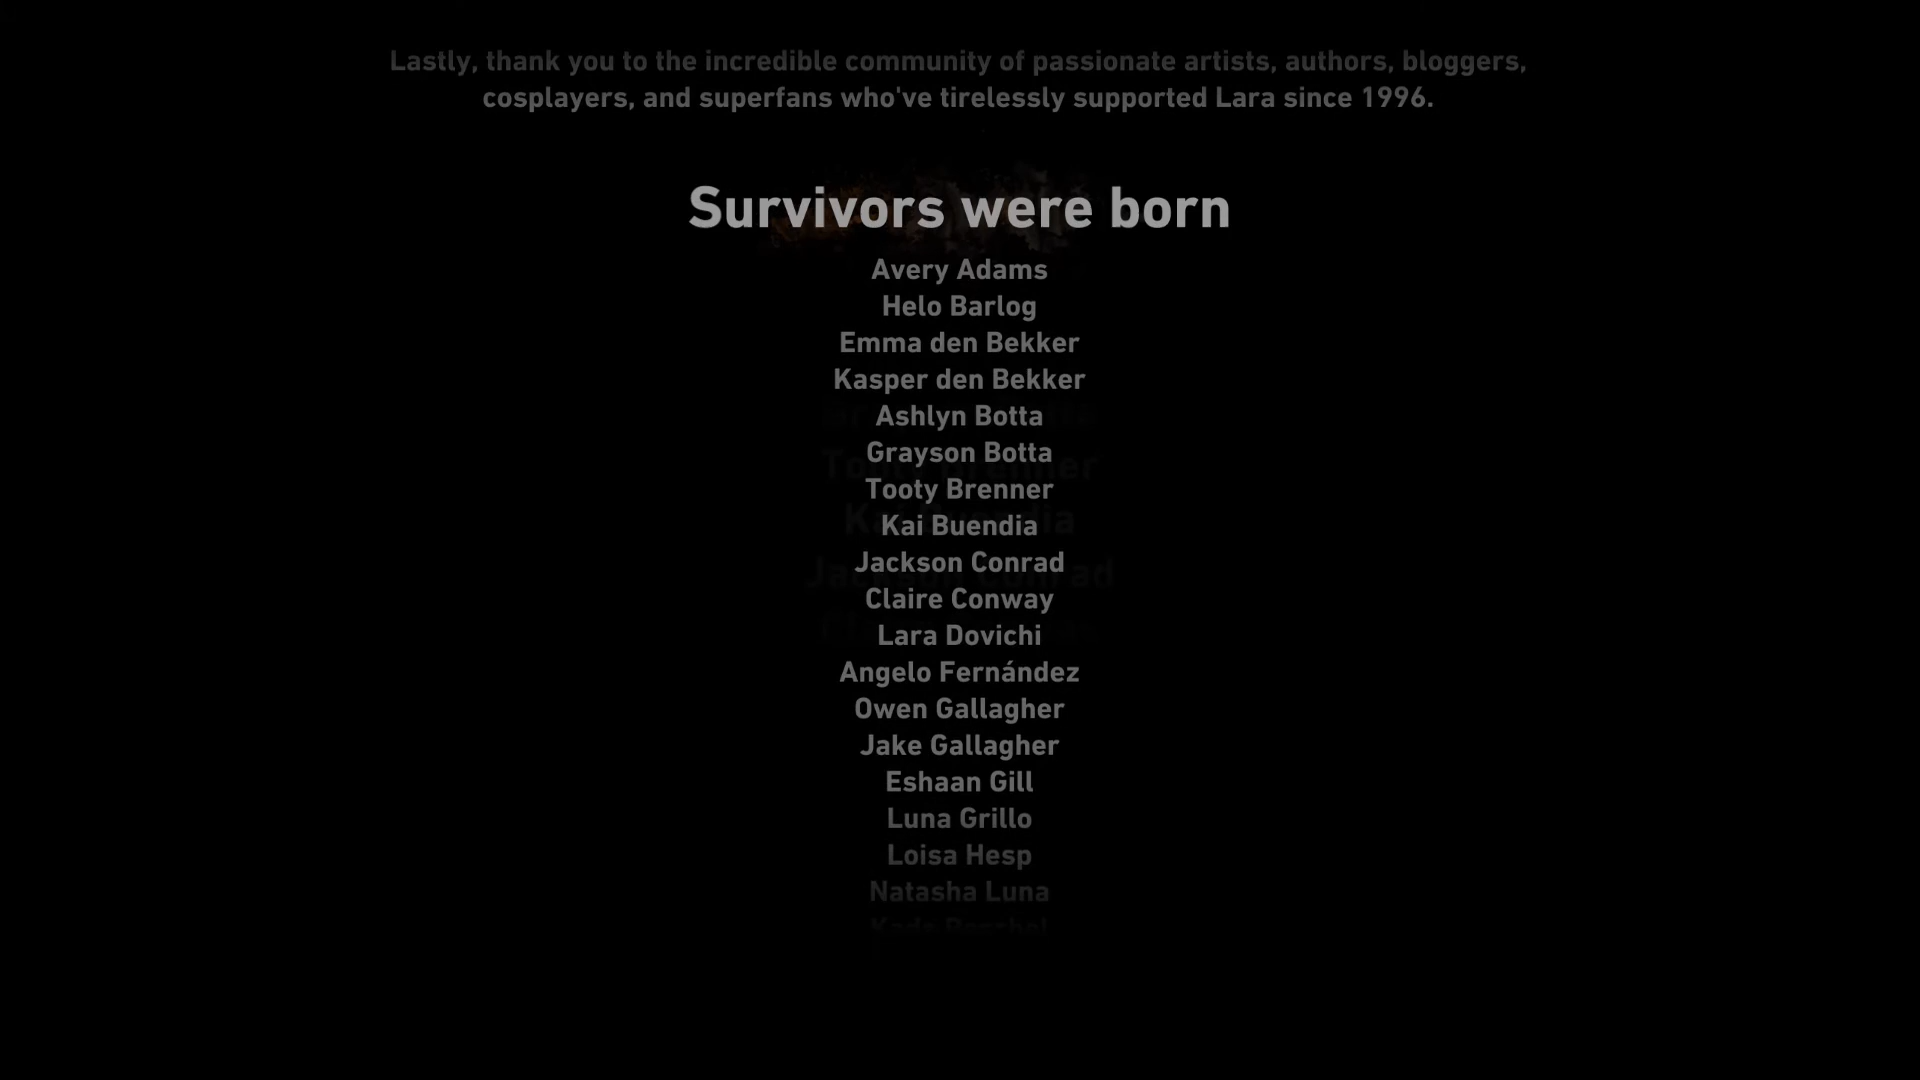 Lastly, thank you to the incredible community of passionate artists, authors, bloggers,
cosplayers, and superfans who've tirelessly supported Lara since 1996.
Survivors were born
Avery Adams
Helo Barlog
Emma den Bekker
Kasper den Bekker
Ashlyn Botta
Grayson Botta
Tooty Brenner
Kai Buendia
Jackson Conrad
Claire Conway
Lara Dovichi
Angelo Fernández
Owen Gallagher
Jake Gallagher
Eshaan Gill
Luna Grillo
Loisa Hesp
Natasha Luna